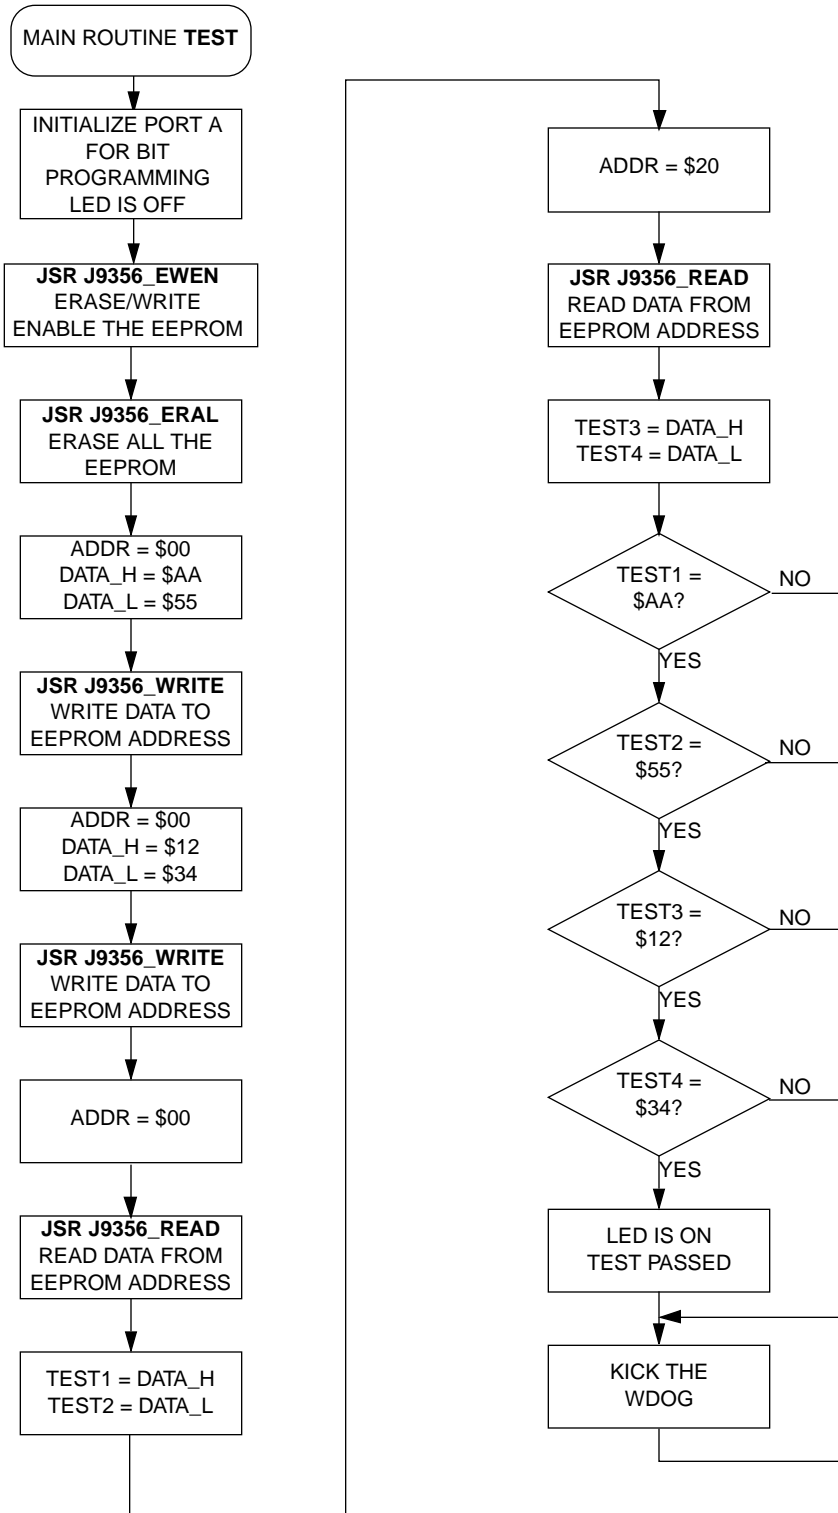 MAIN ROUTINE TEST
INITIALIZE PORT A
FOR BIT
PROGRAMMING
LED IS OFF
JSR J9356_EWEN
ERASE/WRITE
ENABLE THE EEPROM
JSR J9356_ERAL
ERASE ALL THE
EEPROM
ADDR = $00
DATA_H = $AA
DATA_L = $55
JSR J9356_WRITE
WRITE DATA TO
EEPROM ADDRESS
ADDR = $00
DATA_H = $12
DATA_L = $34
JSR J9356_WRITE
WRITE DATA TO
EEPROM ADDRESS
ADDR = $00
JSR J9356_READ
READ DATA FROM
EEPROM ADDRESS
TEST1 = DATA_H
TEST2 = DATA_L
ADDR = $20
JSR J9356_READ
READ DATA FROM
EEPROM ADDRESS
TEST3 = DATA_H
TEST4 = DATA_L
TEST1 =
$AA?
NO
YES
TEST2 =
$55?
NO
YES
TEST3 =
$12?
NO
YES
TEST4 =
$34?
NO
YES
LED IS ON
TEST PASSED
KICK THE
WDOG